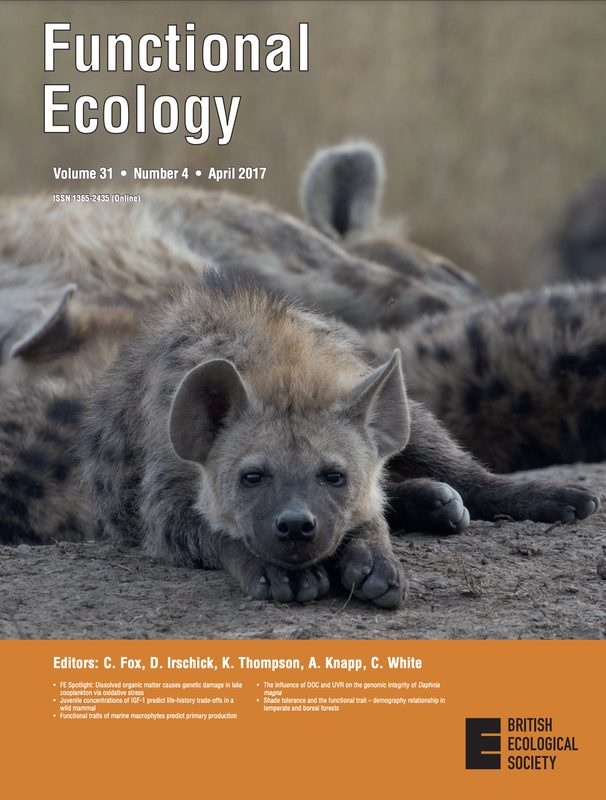 Functional
Ecology
Volume 31 • Number 4 • April 2017
ISSN 1365-2435 (Online)
Editors: C. Fox, D. Irschick, K. Thompson, A. Knapp, C. White
• FE Spotlight: Dissolved organic matter causes genetic damage in lake
zooplankton via oxidative stress
• Juvenile concentrations of IGF-1 predict life-history trade-offs in a
wild mammal
• Functional traits of marine macrophytes predict primary production
• The influence of DOC and UVR on the genomic integrity of Daphnia
magna
• Shade tolerance and the functional trait – demography relationship in
temperate and boreal forests
BRITISH
ECOLOGICAL
SOCIETY